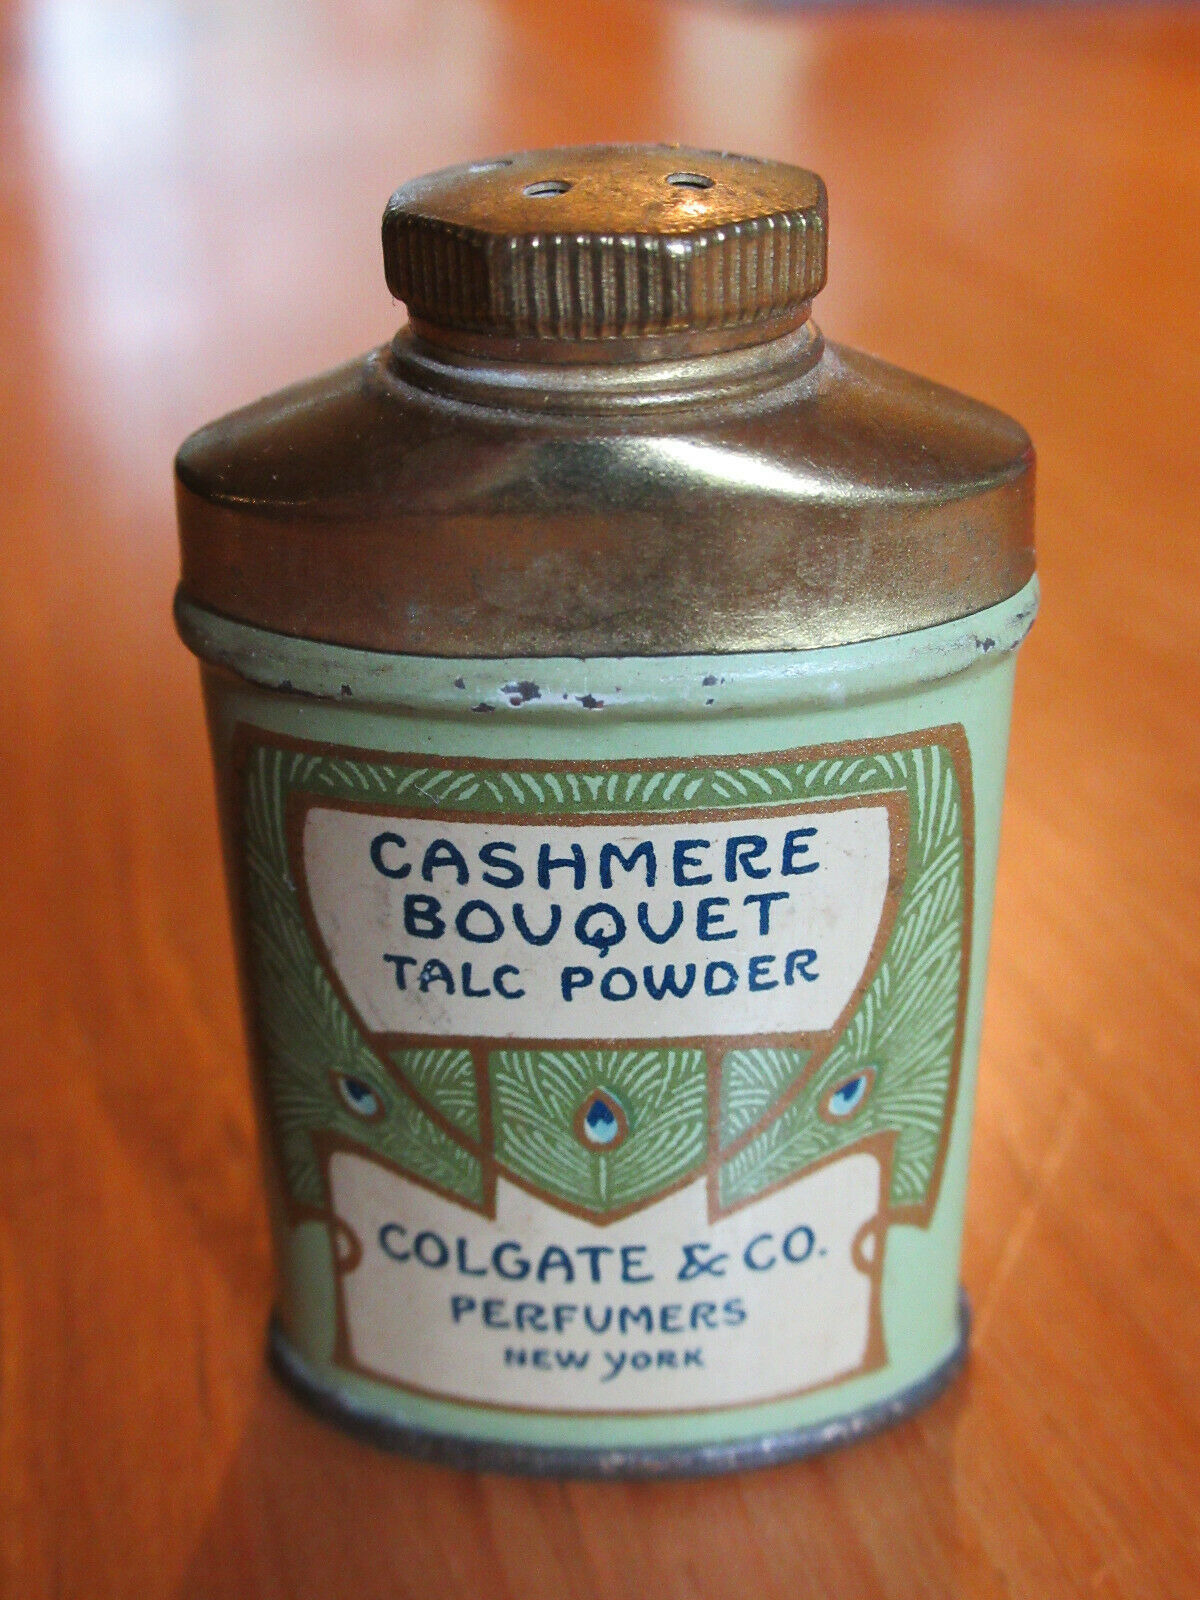 CASHMERE
BOUQUET
TALC POWDER
COLGATE & CO.
PERFUMERS
NEW YORK